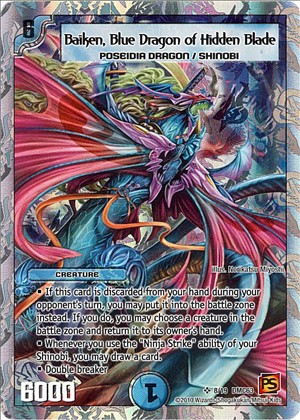 6
Baiken, Blue Dragon of Hidden Blade
POSEIDIA DRAGON / SHINOBI
Illus. Norikatsu Miyoshi
CREATURE
• If this card is discarded from your hand during your
opponent's turn, you may put it into the battle zone
instead. If you do, you may choose a creature in the
battle zone and return it to its owner's hand.
• Whenever you use the "Ninja Strike" ability of your
Shinobi, you may draw a card.
• Double breaker
6000
1
8/19 DMC63
PS
©2010 Wizards/Shogakukan/Mitsui-Kids